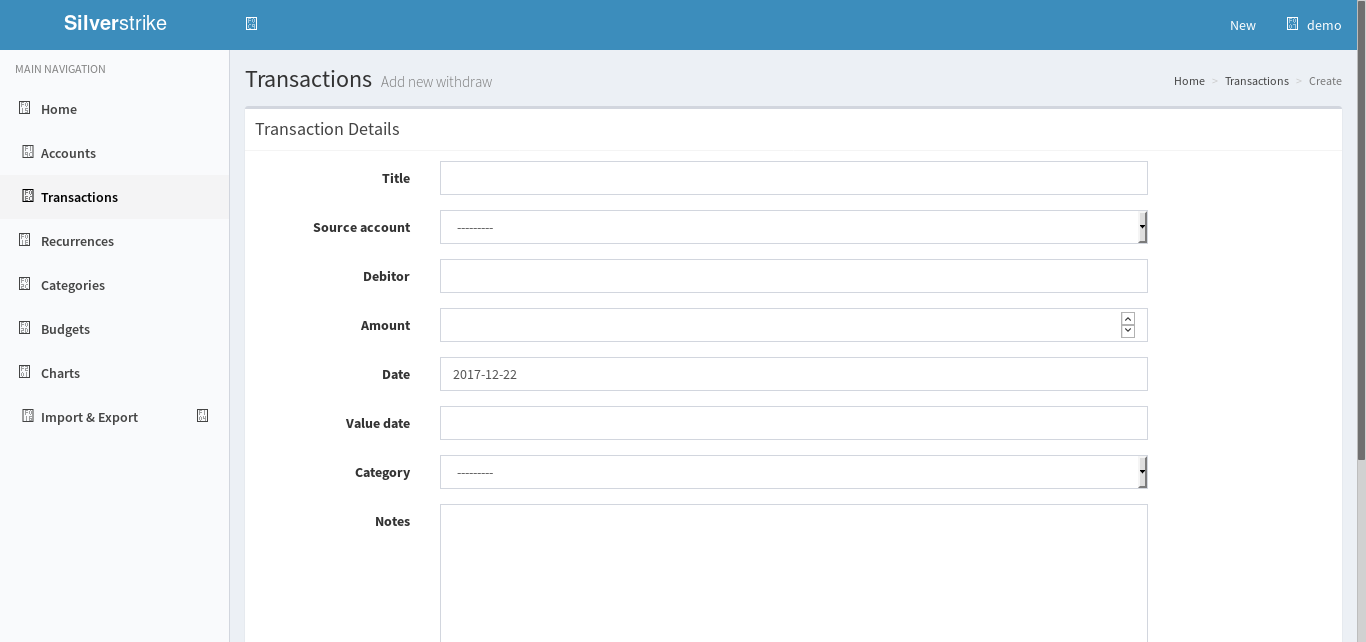 Silverstrike
New demo
MAIN NAVIGATION
Home
Accounts
Transactions
Recurrences
Categories
Budgets
Charts
Import & Export
Transactions Add new withdraw
Home > Transactions > Create
Transaction Details
Title
Source account ---------
Debitor
Amount
Date 2017-12-22
Value date
Category ---------
Notes